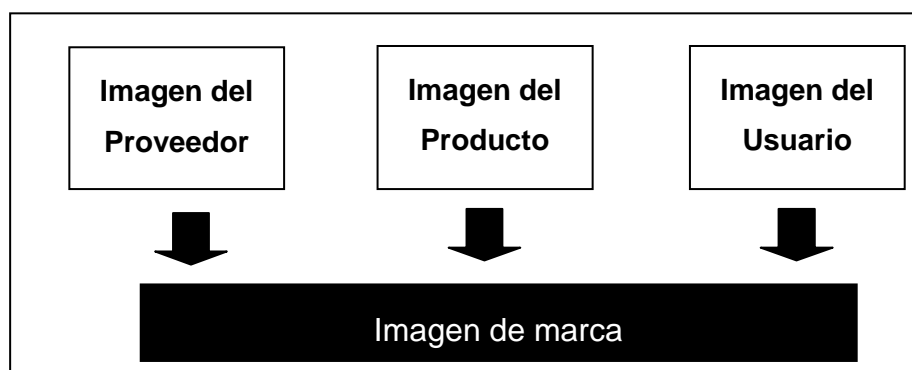 Imagen del
Proveedor
Imagen del
Producto
Imagen del
Usuario
Imagen de marca